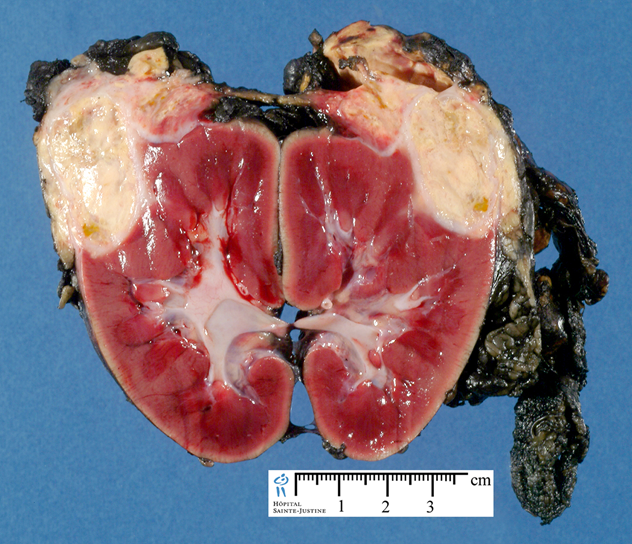 cm
1 2 3
HÔPITAL
SAINTE-JUSTINE